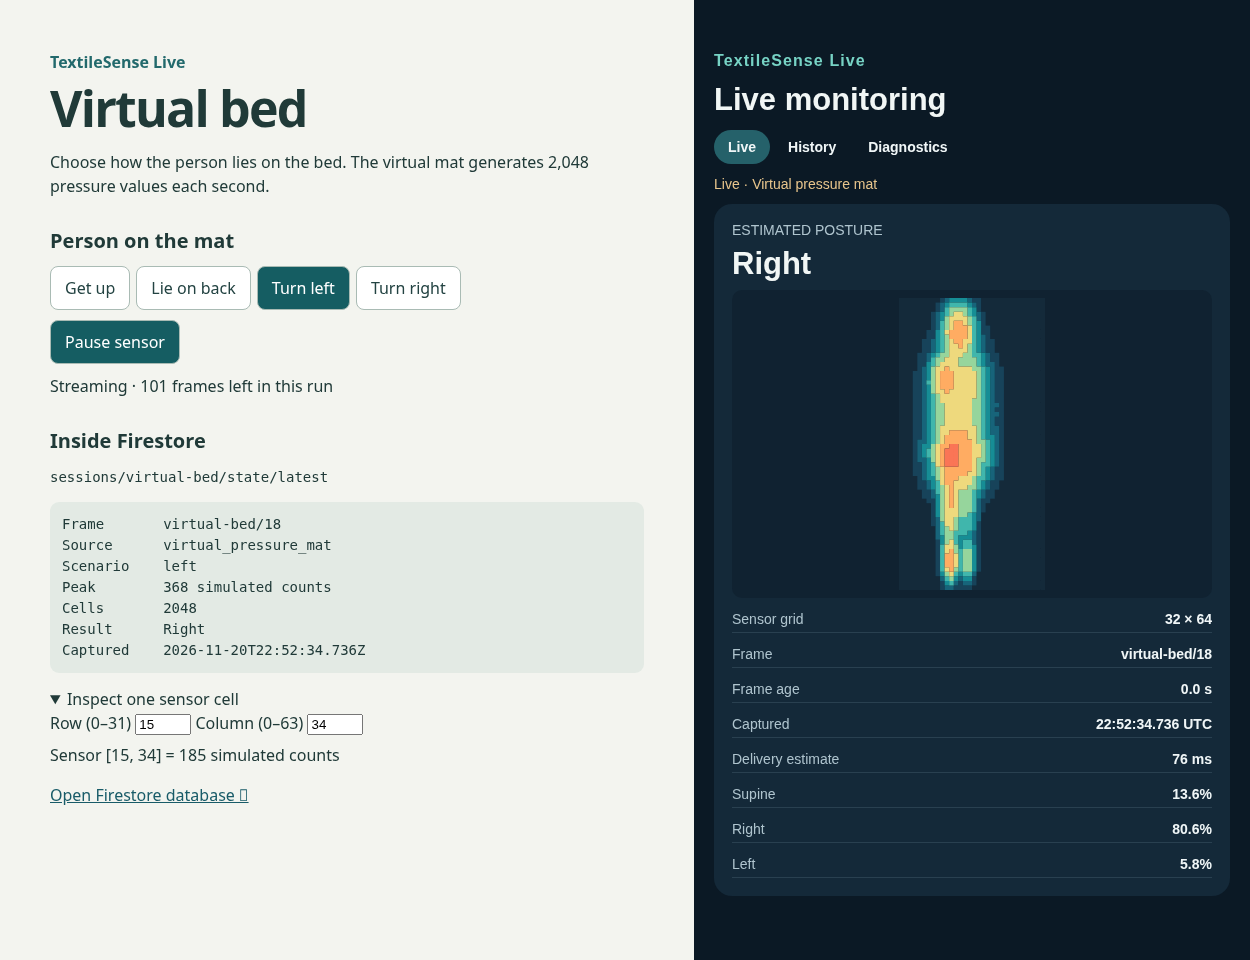 TextileSense Live
Virtual bed
Choose how the person lies on the bed. The virtual mat generates 2,048
pressure values each second.
Person on the mat
Get up
Lie on back
Turn left
Turn right
Pause sensor
Streaming · 101 frames left in this run
Inside Firestore
sessions/virtual-bed/state/latest
Frame virtual-bed/18
Source virtual_pressure_mat
Scenario left
Peak 368 simulated counts
Cells 2048
Result Right
Captured 2026-11-20T22:52:34.736Z
▼ Inspect one sensor cell
Row (0–31) 15 Column (0–63) 34
Sensor [15, 34] = 185 simulated counts
Open Firestore database
TextileSense Live
Live monitoring
Live
History
Diagnostics
Live · Virtual pressure mat
ESTIMATED POSTURE
Right
Sensor grid 32 × 64
Frame virtual-bed/18
Frame age 0.0 s
Captured 22:52:34.736 UTC
Delivery estimate 76 ms
Supine 13.6%
Right 80.6%
Left 5.8%